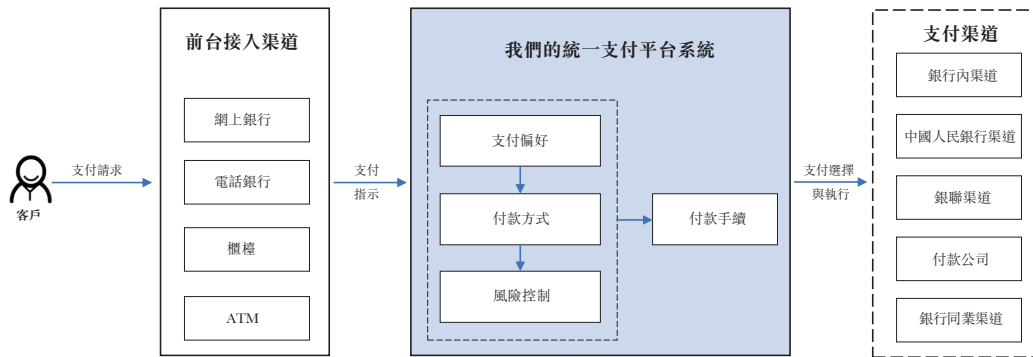 客戶
支付請求
前台接入渠道
網上銀行
電話銀行
櫃檯
ATM
支付
指示
我們的統一支付平台系統
支付偏好
付款方式
風險控制
付款手續
支付選擇
與執行
支付渠道
銀行內渠道
中國人民銀行渠道
銀聯渠道
付款公司
銀行同業渠道